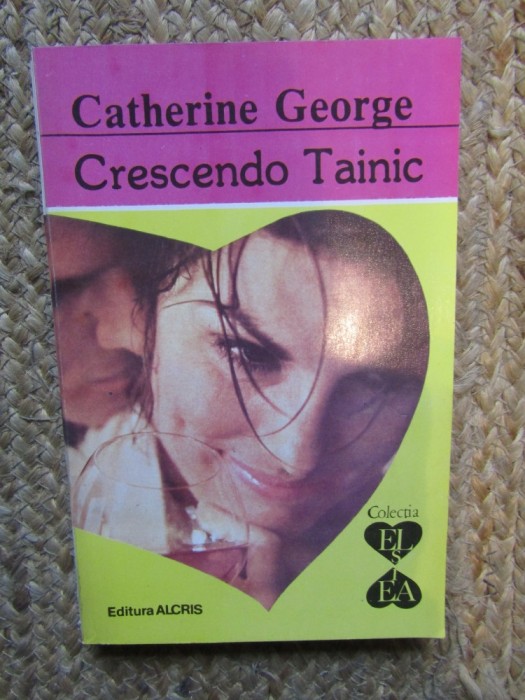 Catherine George
Crescendo Tainic
Colecția
EL
ȘI
EA
Editura ALCRIS